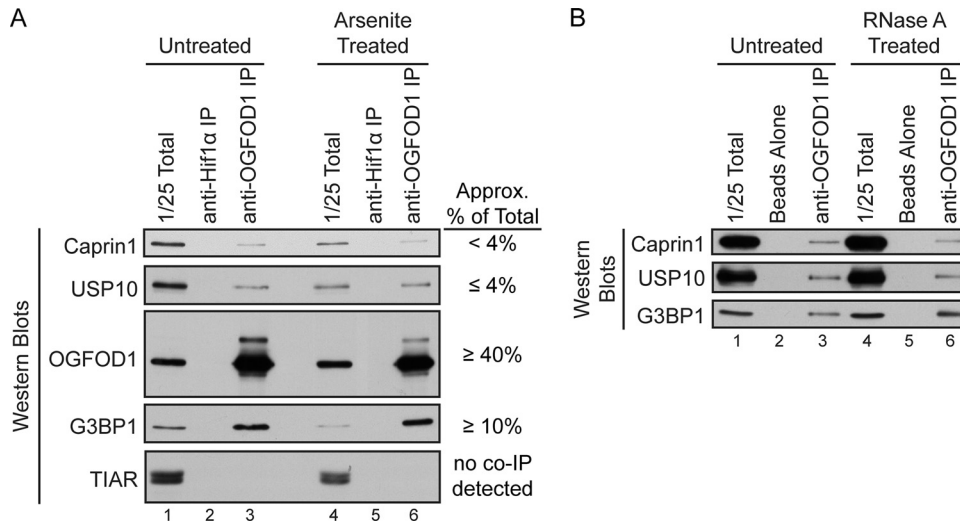 A
Untreated
Arsenite
Treated
1/25 Total
anti-Hif1α IP
anti-OGFOD1 IP
1/25 Total
anti-Hif1α IP
anti-OGFOD1 IP
Approx.
% of Total
Western Blots
Caprin1
< 4%
USP10
≤ 4%
OGFOD1
≥ 40%
G3BP1
≥ 10%
TIAR
no co-IP
detected
1 2 3 4 5 6
B
Untreated
RNase A
Treated
1/25 Total
Beads Alone
anti-OGFOD1 IP
1/25 Total
Beads Alone
anti-OGFOD1 IP
Western
Blots
Caprin1
USP10
G3BP1
1 2 3 4 5 6